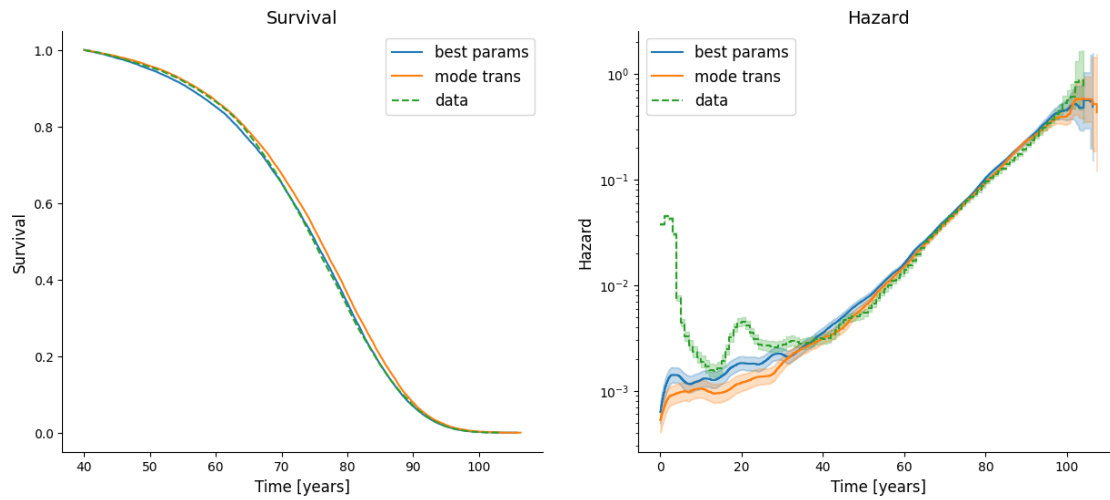 Survival
best params
mode trans
data
1.0
0.8
0.6
0.4
0.2
0.0
Survival
40 50 60 70 80 90 100
Time [years]
Hazard
best params
mode trans
data
10⁰
10⁻¹
10⁻²
10⁻³
Hazard
0 20 40 60 80 100
Time [years]